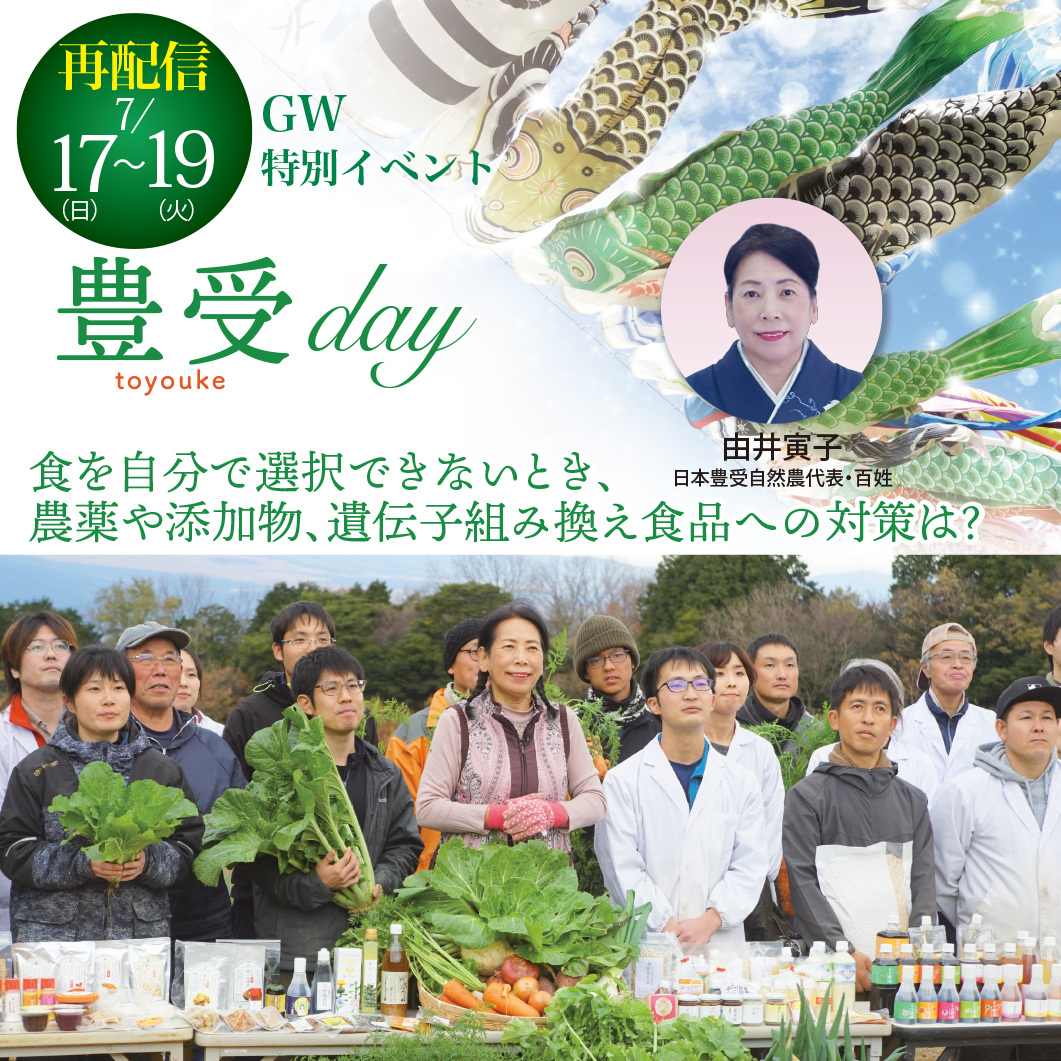 再配信
7/
17～19
（日） （火）
GW
特別イベント
豊受day
toyouke
由井寅子
日本豊受自然農代表・百姓
食を自分で選択できないとき、
農薬や添加物、遺伝子組み換え食品への対策は？